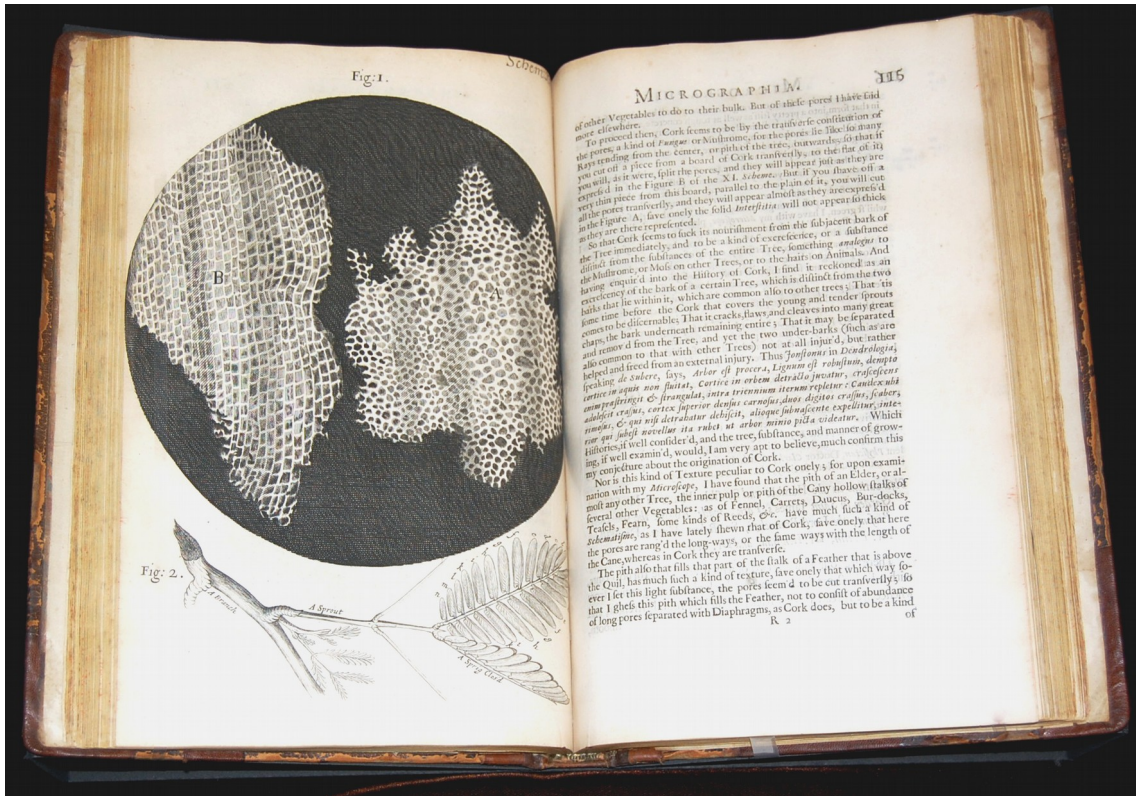 Schem
Fig: 1.
B
A
Fig: 2.
A Branch
A Sprout
A Sprig Clos'd
MICROGRAPHIA. 115
of other Vegetables to do to their bulk. But of theſe pores I have ſaid
more elſewhere.
To proceed then, Cork ſeems to be by the tranſverſe conſtitution of
the pores, a kind of Fungus or Muſhrome, for the pores lie like ſo many
Rays tending from the center, or pith of the tree, outwards; ſo that if
you cut off a piece from a board of Cork tranſverſly, to the flat of it,
you will, as it were, ſplit the pores, and they will appear juſt as they are
expreſs'd in the Figure B of the XI. Scheme. But if you ſhave off a
very thin piece from this board, parallel to the plain of it, you will cut
all the pores tranſverſly, and they will appear almoſt as they are expreſs'd
in the Figure A, ſave onely the ſolid Interſtitia will not appear ſo thick
as they are there repreſented.
So that Cork ſeems to ſuck its nouriſhment from the ſubjacent bark of
the Tree immediately, and to be a kind of excreſcence, or a ſubſtance
diſtinct from the ſubſtances of the entire Tree, ſomething analogus to
the Muſhrome, or Moſs on other Trees, or to the hairs on Animals. And
having enquir'd into the Hiſtory of Cork, I find it reckoned as an
excreſcency of the bark of a certain Tree, which is diſtinct from the two
barks that lie within it, which are common alſo to other trees; That 'tis
ſome time before the Cork that covers the young and tender ſprouts
comes to be diſcernable; That it cracks, flaws, and cleaves into many great
chaps, the bark underneath remaining entire; That it may be ſeparated
and remov'd from the Tree, and yet the two under-barks (ſuch as are
alſo common to that with other Trees) not at all injur'd, but rather
helped and freed from an external injury. Thus Jonſtonus in Dendrologia,
ſpeaking de Subere, ſays, Arbor eſt procera, Lignum eſt robuſtum, dempto
cortice in aquis non fluitat, Cortice in orbem detracto juvatur, craſceſcens
enim præſtringit & ſtrangulat, intra triennium iterum repletur: Caudex ubi
adoleſcit craſſus, cortex ſuperior denſus carnoſus, duos digitos craſſus, ſcaber,
rimoſus, & qui niſi detrahatur dehiſcit, alioque ſubnaſcente expellitur, inte-
rior qui ſubeſt novellus ita rubet ut arbor minio picta videatur. Which
Hiſtories, if well conſider'd, and the tree, ſubſtance, and manner of grow-
ing, if well examin'd, would, I am very apt to believe, much confirm this
my conjecture about the origination of Cork.
Nor is this kind of Texture peculiar to Cork onely; for upon exami-
nation with my Microſcope, I have found that the pith of an Elder, or al-
moſt any other Tree, the inner pulp or pith of the Cany hollow ſtalks of
ſeveral other Vegetables: as of Fennel, Carrets, Daucus, Bur-docks,
Teaſels, Fearn, ſome kinds of Reeds, &c. have much ſuch a kind of
Schematiſme, as I have lately ſhewn that of Cork, ſave onely that here
the pores are rang'd the long-ways, or the ſame ways with the length of
the Cane, whereas in Cork they are tranſverſe.
The pith alſo that fills that part of the ſtalk of a Feather that is above
the Quil, has much ſuch a kind of texture, ſave onely that which way ſo-
ever I ſet this light ſubſtance, the pores ſeem'd to be cut tranſverſly; ſo
that I gheſs this pith which fills the Feather, not to conſiſt of abundance
of long pores ſeparated with Diaphragms, as Cork does, but to be a kind
R 2 of